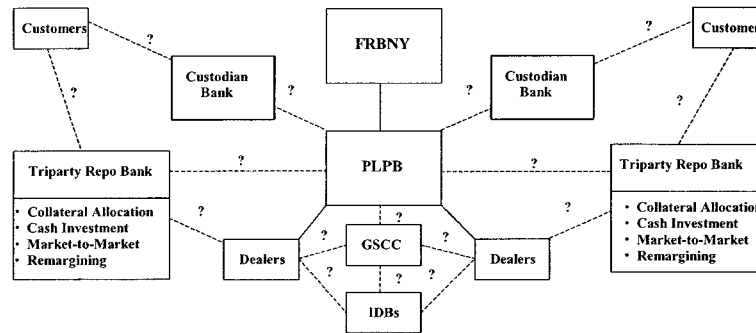 Customers
?
FRBNY
?
Customer
Custodian
Bank
?
?
Custodian
Bank
?
?
Triparty Repo Bank
?
PLPB
?
Triparty Repo Bank
• Collateral Allocation
• Cash Investment
• Market-to-Market
• Remargining
?
?
?
GSCC
?
?
• Collateral Allocation
• Cash Investment
• Market-to-Market
• Remargining
Dealers
?
?
?
Dealers
IDBs